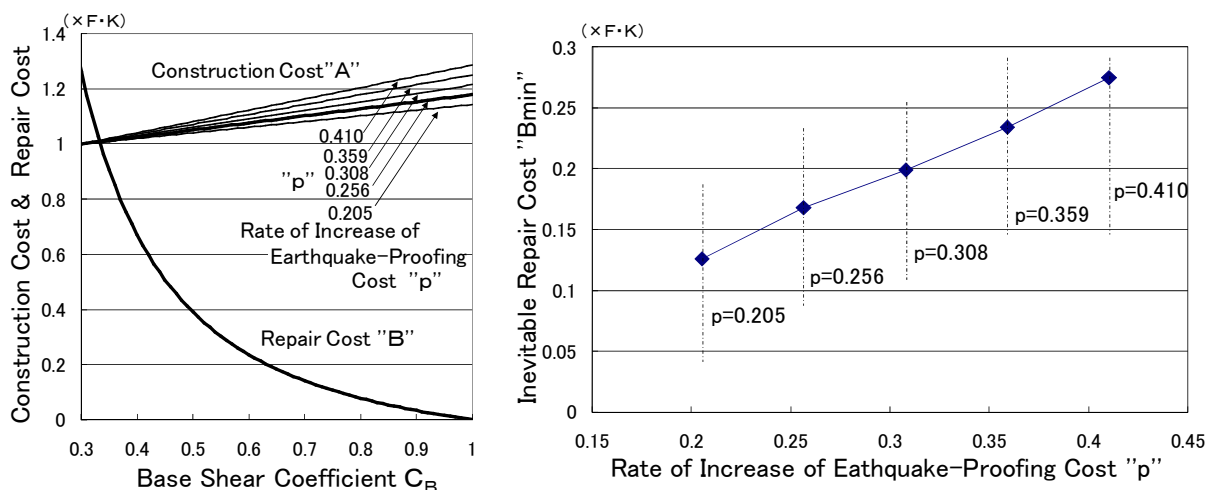 (×F・K)
1.4
1.2
1
0.8
0.6
0.4
0.2
0
Construction Cost & Repair Cost
Construction Cost"A"
0.410
0.359
"p" 0.308
0.256
0.205
Rate of Increase of
Earthquake-Proofing
Cost "p"
Repair Cost "B"
0.3 0.4 0.5 0.6 0.7 0.8 0.9 1
Base Shear Coefficient CB
(×F・K)
0.3
0.25
0.2
0.15
0.1
0.05
0
Inevitable Repair Cost "Bmin"
p=0.205
p=0.256
p=0.308
p=0.359
p=0.410
0.15 0.2 0.25 0.3 0.35 0.4 0.45
Rate of Increase of Eathquake-Proofing Cost "p"